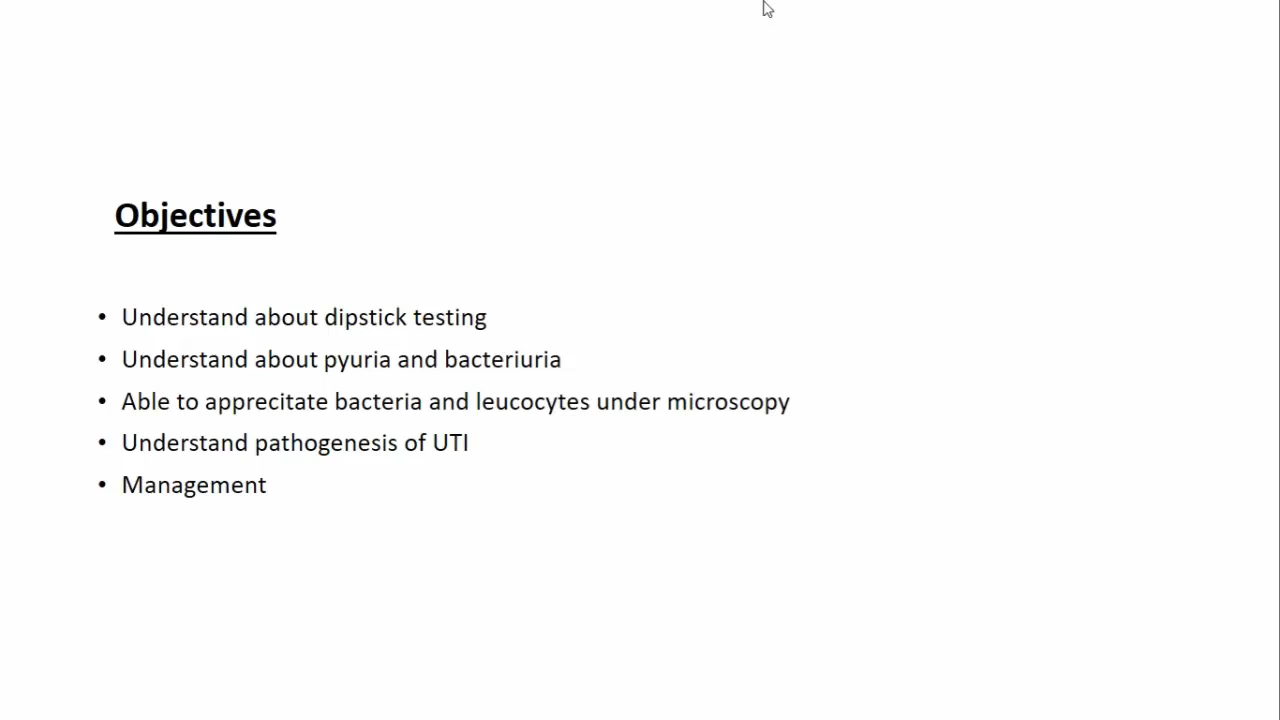 Objectives
• Understand about dipstick testing
• Understand about pyuria and bacteriuria
• Able to apprecitate bacteria and leucocytes under microscopy
• Understand pathogenesis of UTI
• Management